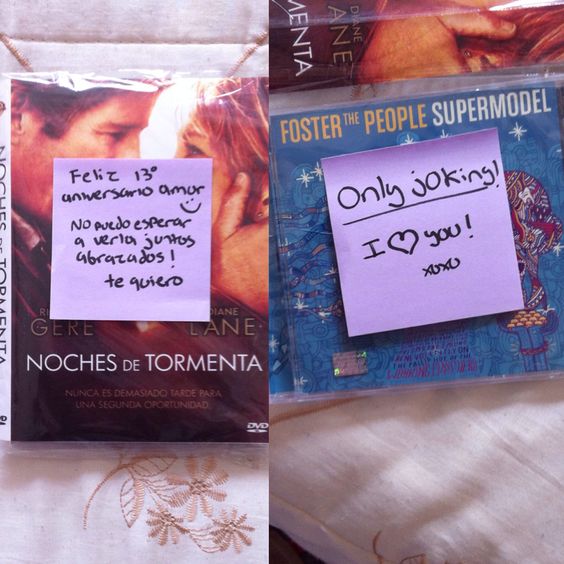 Feliz 13°
aniversario amor
No puedo esperar
a verla juntos
abrazados!
te quiero
GERE
DIANE
LANE
NOCHES DE TORMENTA
NUNCA ES DEMASIADO TARDE PARA
UNA SEGUNDA OPORTUNIDAD.
DVD
NOCHES DE TORMENTA
DIANE
LANE
MENTA
FOSTER THE PEOPLE SUPERMODEL
Only joking!
I ♡ you!
xoxo